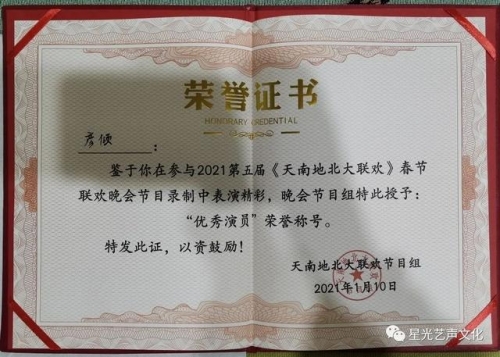 荣誉证书
HONORARY CREDENTIAL
彦倾：
鉴于你在参与2021第五届《天南地北大联欢》春节
联欢晚会节目录制中表演精彩，晚会节目组特此授予：
“优秀演员”荣誉称号。
特发此证，以资鼓励！
天南地北大联欢节目组
2021年1月10日
星光艺声文化